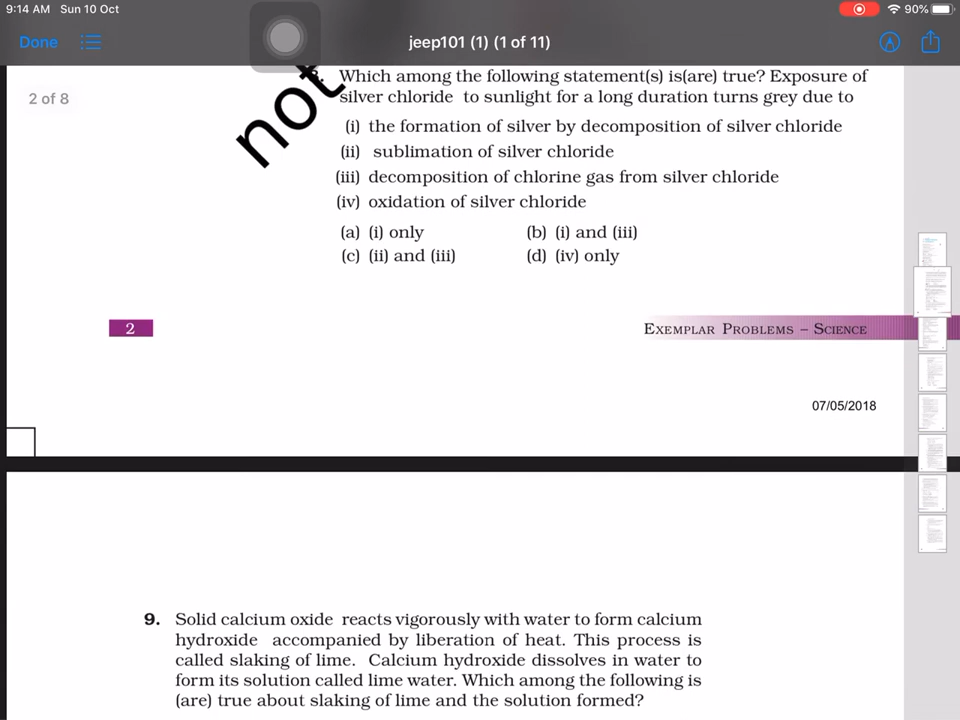 9:14 AM Sun 10 Oct
90%
Done
jeep101 (1) (1 of 11)
2 of 8
not
Which among the following statement(s) is(are) true? Exposure of
silver chloride to sunlight for a long duration turns grey due to
(i) the formation of silver by decomposition of silver chloride
(ii) sublimation of silver chloride
(iii) decomposition of chlorine gas from silver chloride
(iv) oxidation of silver chloride
(a) (i) only (b) (i) and (iii)
(c) (ii) and (iii) (d) (iv) only
2
EXEMPLAR PROBLEMS – SCIENCE
07/05/2018
9. Solid calcium oxide reacts vigorously with water to form calcium
hydroxide accompanied by liberation of heat. This process is
called slaking of lime. Calcium hydroxide dissolves in water to
form its solution called lime water. Which among the following is
(are) true about slaking of lime and the solution formed?